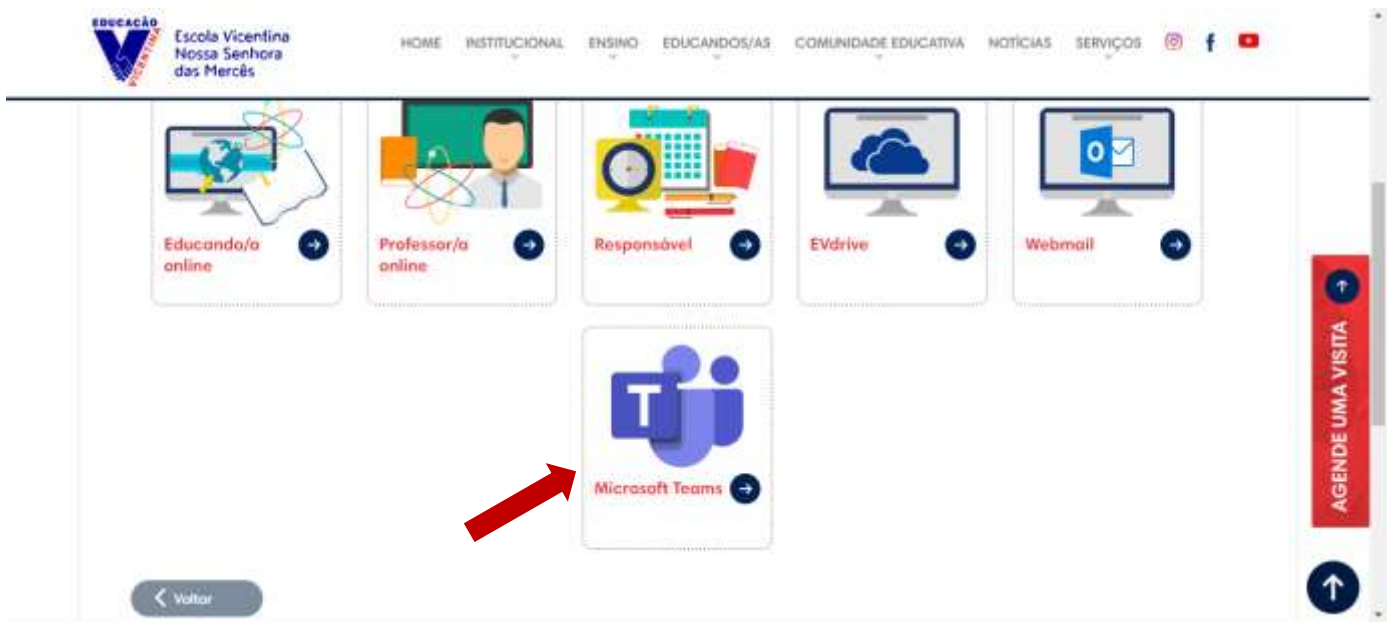 EDUCAÇÃO
VICENTINA
Escola Vicentina
Nossa Senhora
das Mercês
HOME INSTITUCIONAL ENSINO EDUCANDOS/AS COMUNIDADE EDUCATIVA NOTÍCIAS SERVIÇOS
Educando/a
online
Professor/a
online
Responsável
EVdrive
Webmail
Microsoft Teams
AGENDE UMA VISITA
Voltar